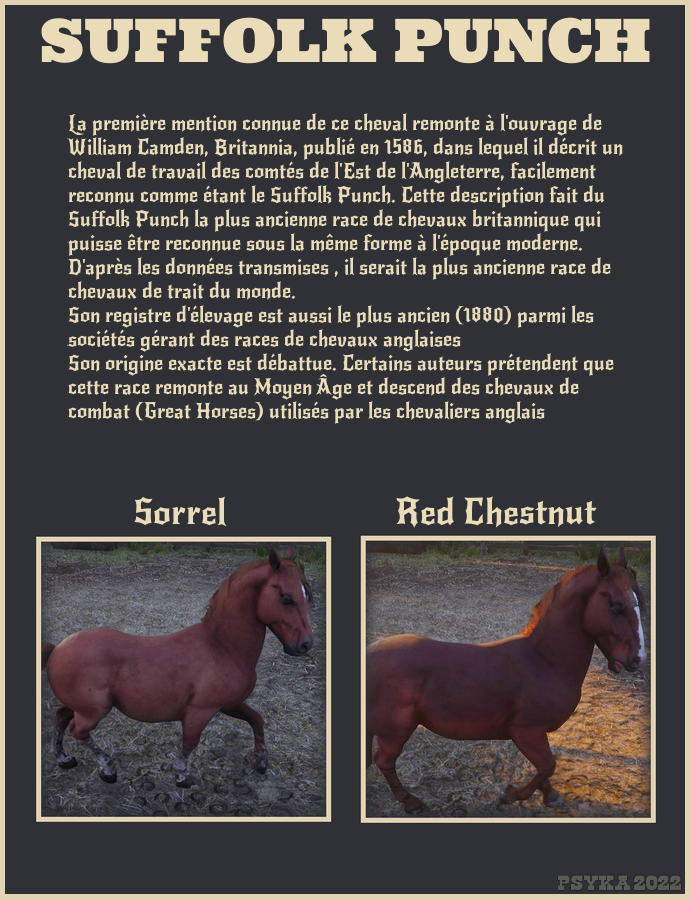 SUFFOLK PUNCH
La première mention connue de ce cheval remonte à l'ouvrage de
William Camden, Britannia, publié en 1586, dans lequel il décrit un
cheval de travail des comtés de l'Est de l'Angleterre, facilement
reconnu comme étant le Suffolk Punch. Cette description fait du
Suffolk Punch la plus ancienne race de chevaux britannique qui
puisse être reconnue sous la même forme à l'époque moderne.
D'après les données transmises , il serait la plus ancienne race de
chevaux de trait du monde.
Son registre d'élevage est aussi le plus ancien (1880) parmi les
sociétés gérant des races de chevaux anglaises
Son origine exacte est débattue. Certains auteurs prétendent que
cette race remonte au Moyen Âge et descend des chevaux de
combat (Great Horses) utilisés par les chevaliers anglais
Sorrel
Red Chestnut
PSYKA 2022